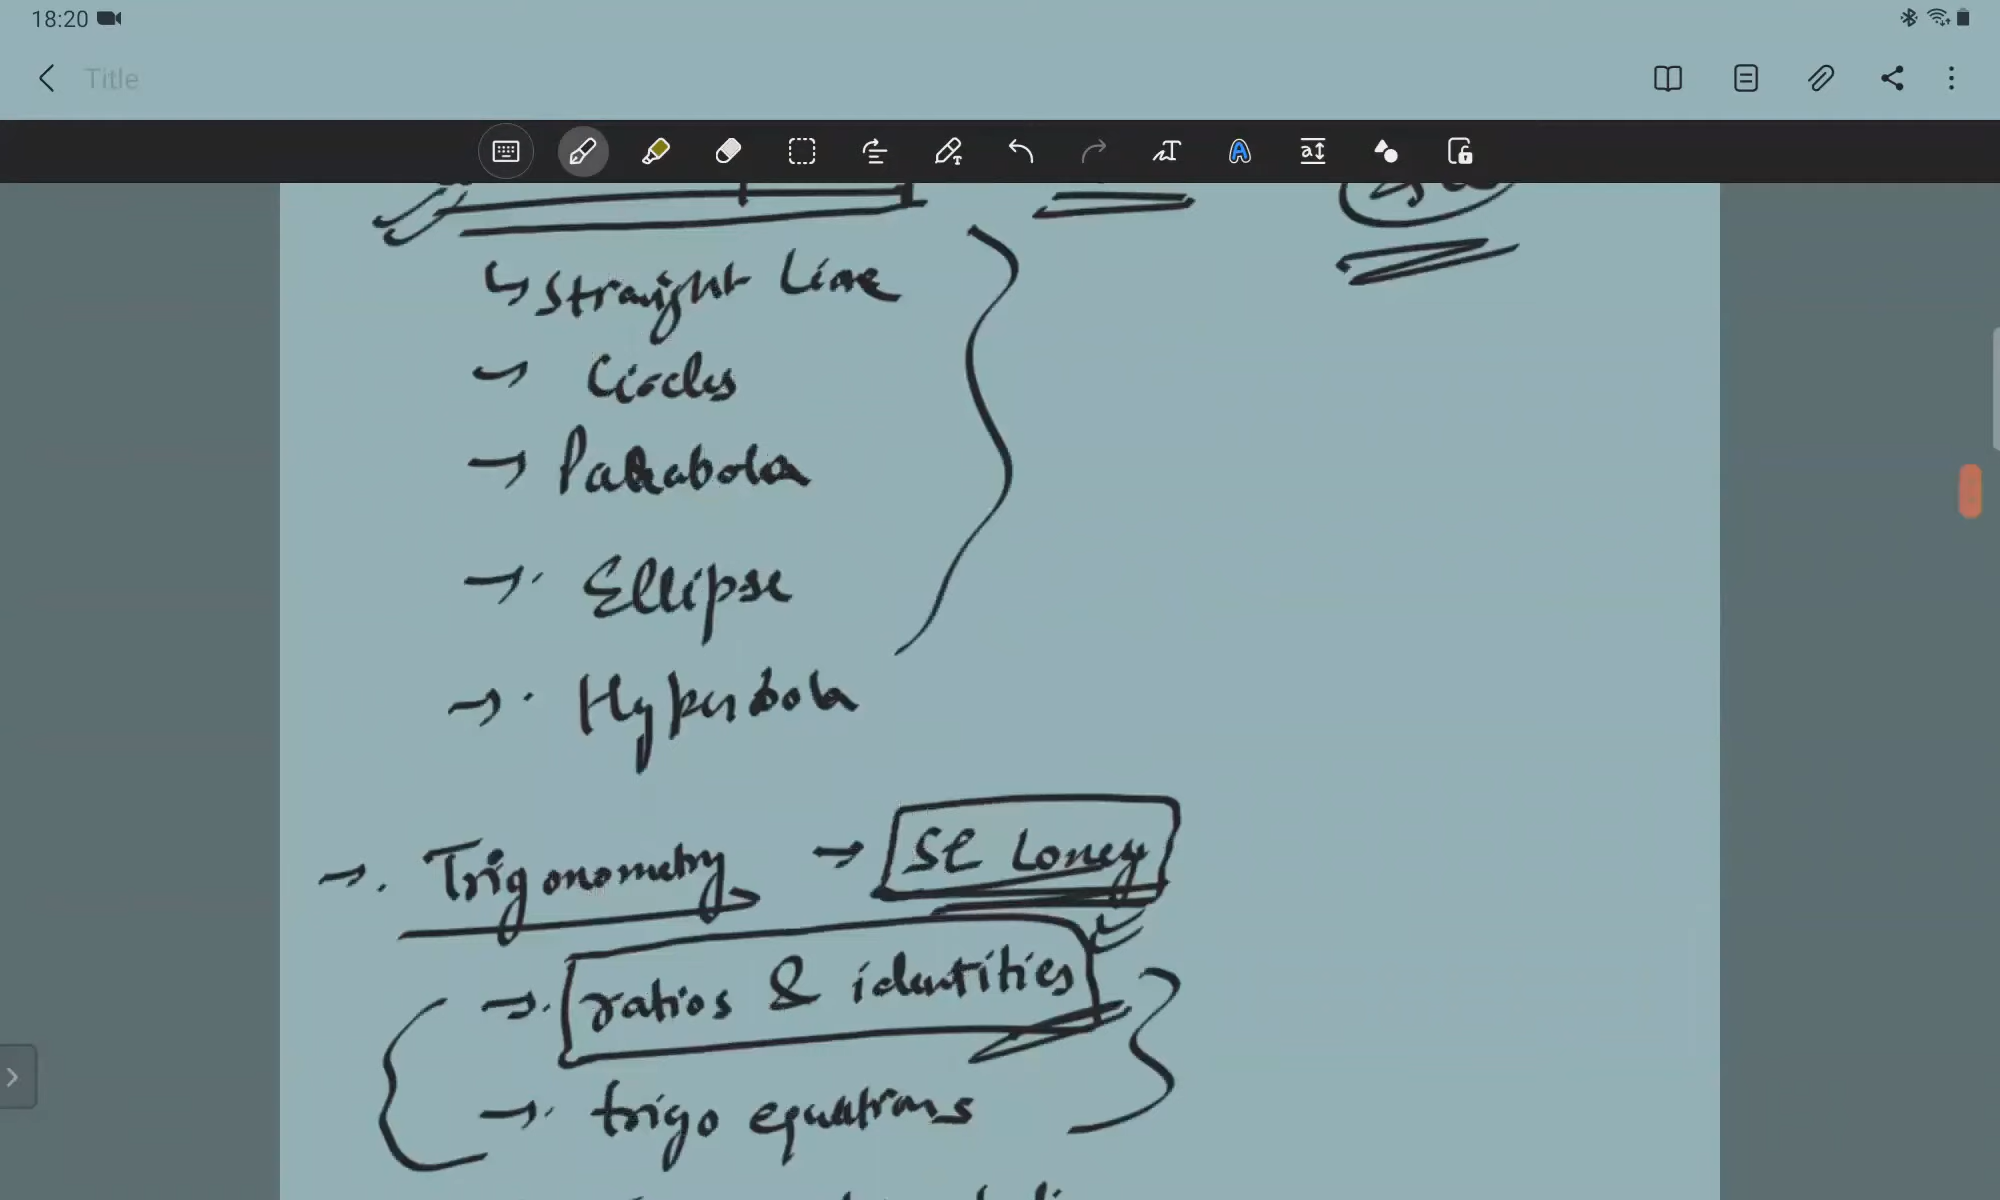 18:20
Title
Straight Line
Circles
Parabola
Ellipse
Hyperbola
Trigonometry → SL Loney
ratios & identities
trigo equations